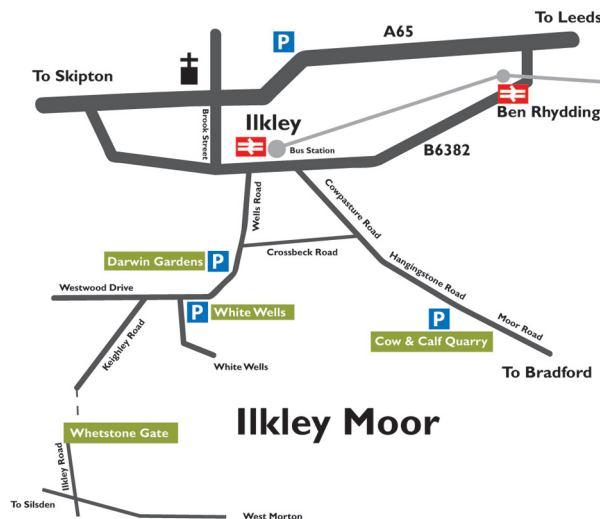 To Leeds
P
A65
To Skipton
Brook Street
Ilkley
Bus Station
Ben Rhydding
B6382
Wells Road
Cowpasture Road
Crossbeck Road
Darwin Gardens
P
Hangingstone Road
Westwood Drive
P
White Wells
P
Moor Road
Keighley Road
Cow & Calf Quarry
White Wells
To Bradford
Ilkley Moor
Whetstone Gate
Ilkley Road
To Silsden
West Morton